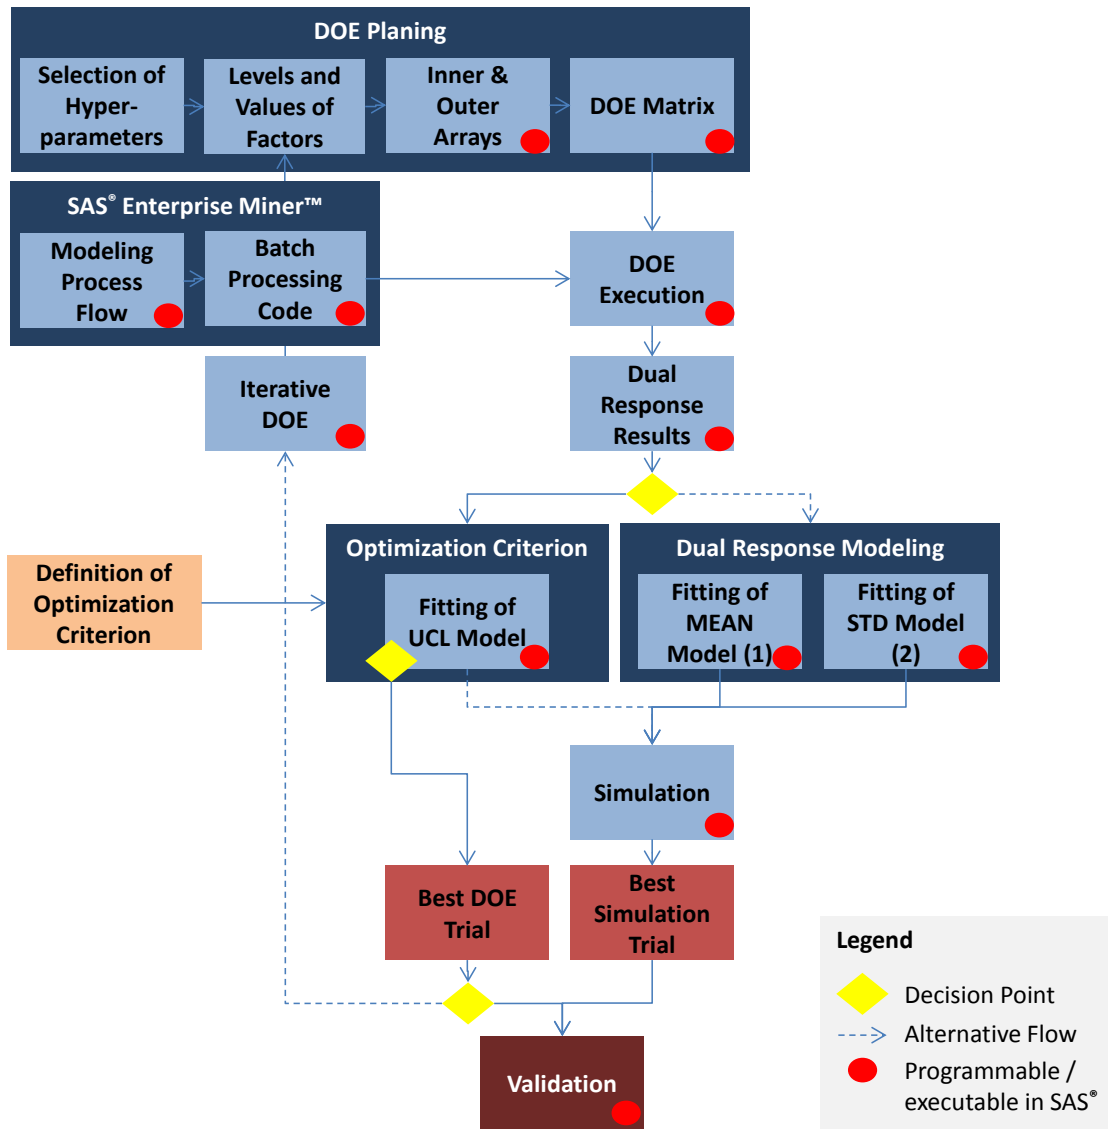 DOE Planing
Selection of
Hyper-
parameters
Levels and
Values of
Factors
Inner &
Outer
Arrays
DOE Matrix
SAS® Enterprise Miner™
Modeling
Process
Flow
Batch
Processing
Code
DOE
Execution
Iterative
DOE
Dual
Response
Results
Optimization Criterion
Dual Response Modeling
Definition of
Optimization
Criterion
Fitting of
UCL Model
Fitting of
MEAN
Model (1)
Fitting of
STD Model
(2)
Simulation
Best DOE
Trial
Best
Simulation
Trial
Validation
Legend
Decision Point
Alternative Flow
Programmable /
executable in SAS®